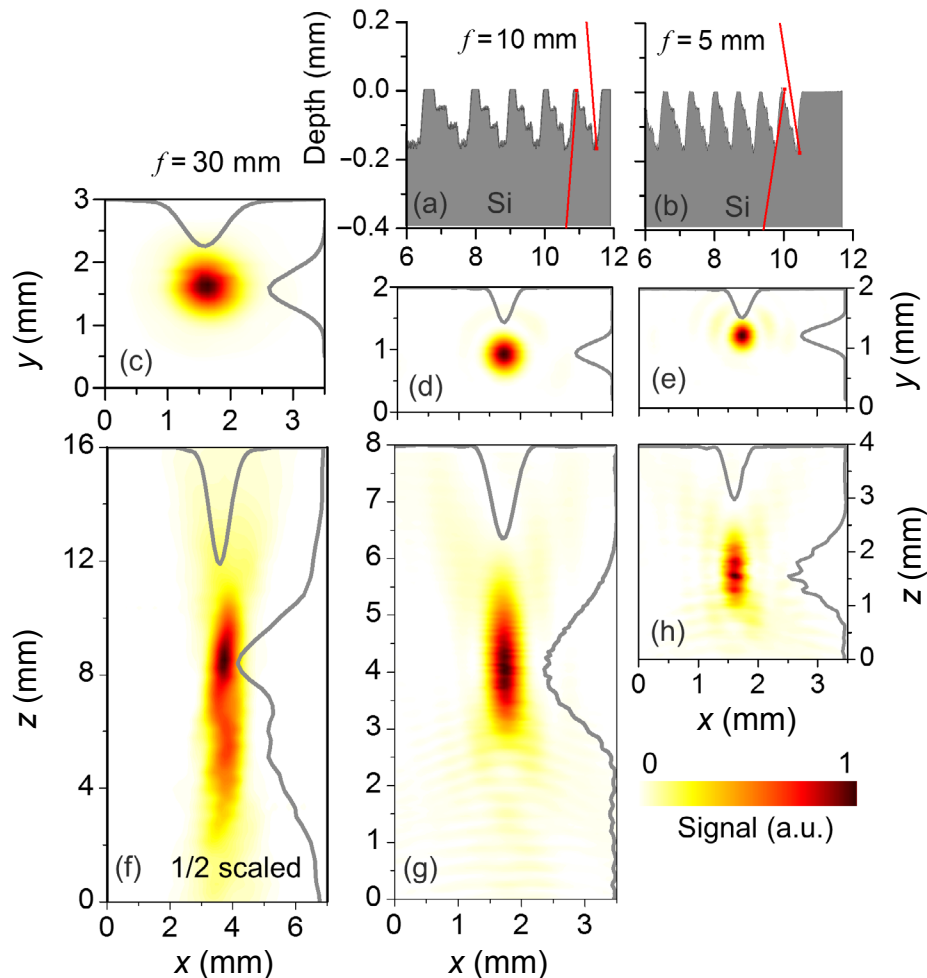 f = 10 mm
f = 5 mm
f = 30 mm
Depth (mm)
0.2
0.0
−0.2
−0.4
(a)
Si
6 8 10 12
(b)
Si
6 8 10 12
y (mm)
3
2
1
0
(c)
0 1 2 3
2
1
0
(d)
(e)
2
1
0
y (mm)
z (mm)
16
12
8
4
0
(f)
1/2 scaled
0 2 4 6
x (mm)
8
7
6
5
4
3
2
1
0
(g)
0 1 2 3
x (mm)
(h)
4
3
2
1
0
z (mm)
0 1 2 3
x (mm)
0 1
Signal (a.u.)